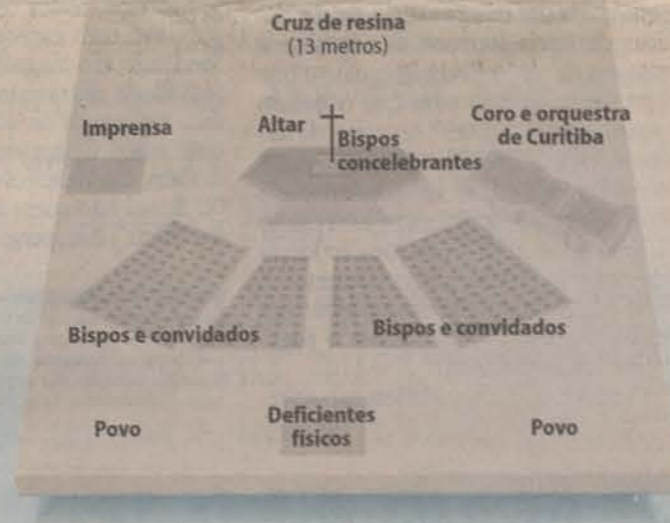 Cruz de resina
(13 metros)
Imprensa
Altar
Bispos
concelebrantes
Coro e orquestra
de Curitiba
Bispos e convidados
Bispos e convidados
Povo
Deficientes
físicos
Povo